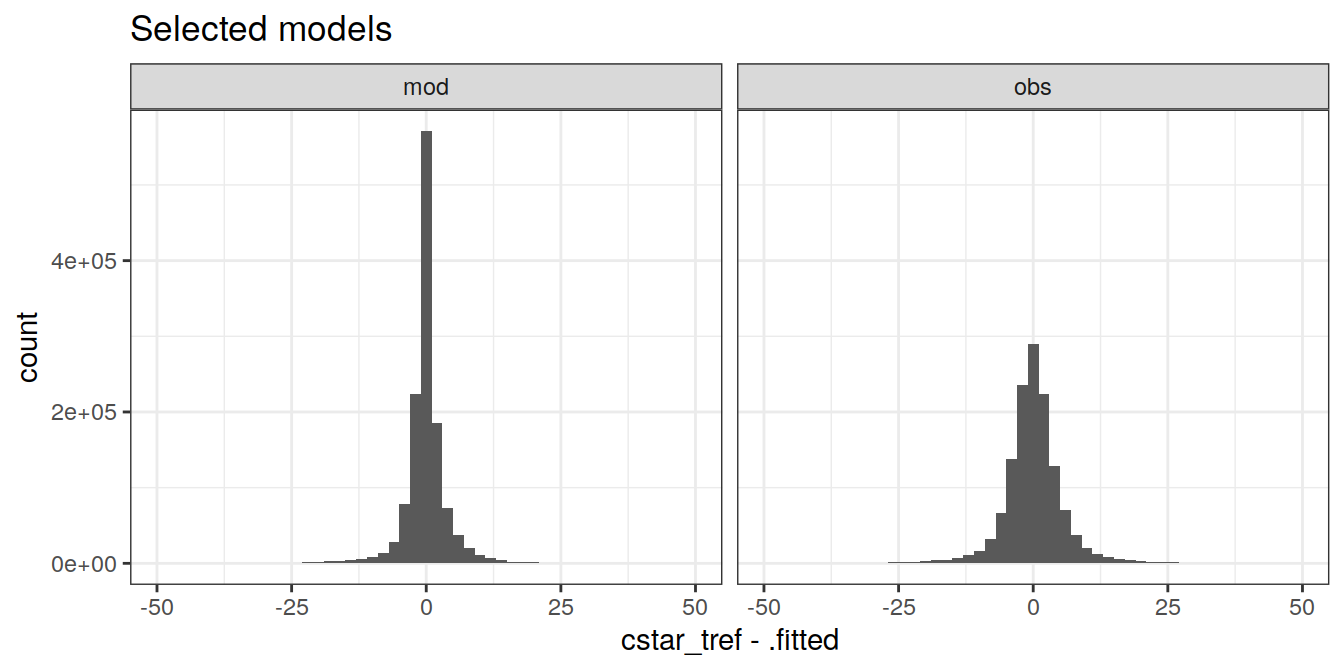 Selected models
mod
obs
count
4e+05
2e+05
0e+00
-50
-25
0
25
50
-50
-25
0
25
50
cstar_tref - .fitted